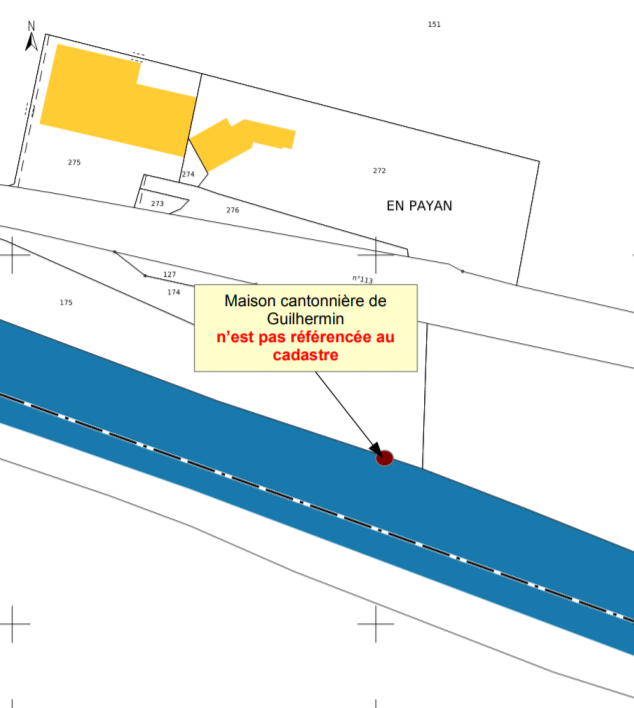 N
151
275
274
272
273
276
EN PAYAN
127
n°113
174
175
Maison cantonnière de
Guilhermin
n'est pas référencée au
cadastre